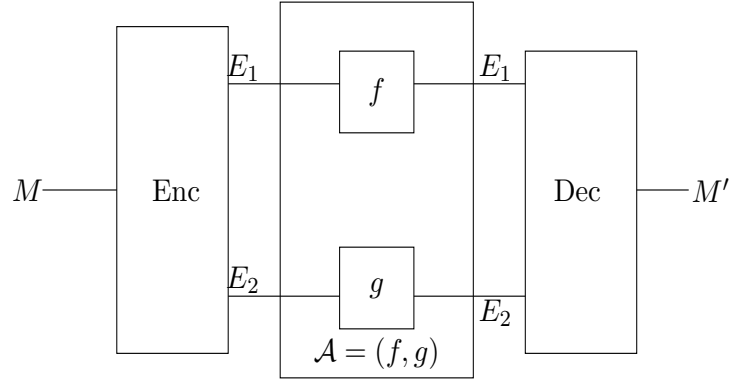 E₁ E₁
f
M Enc Dec M′
E₂ g E₂
𝒜 = (f, g)